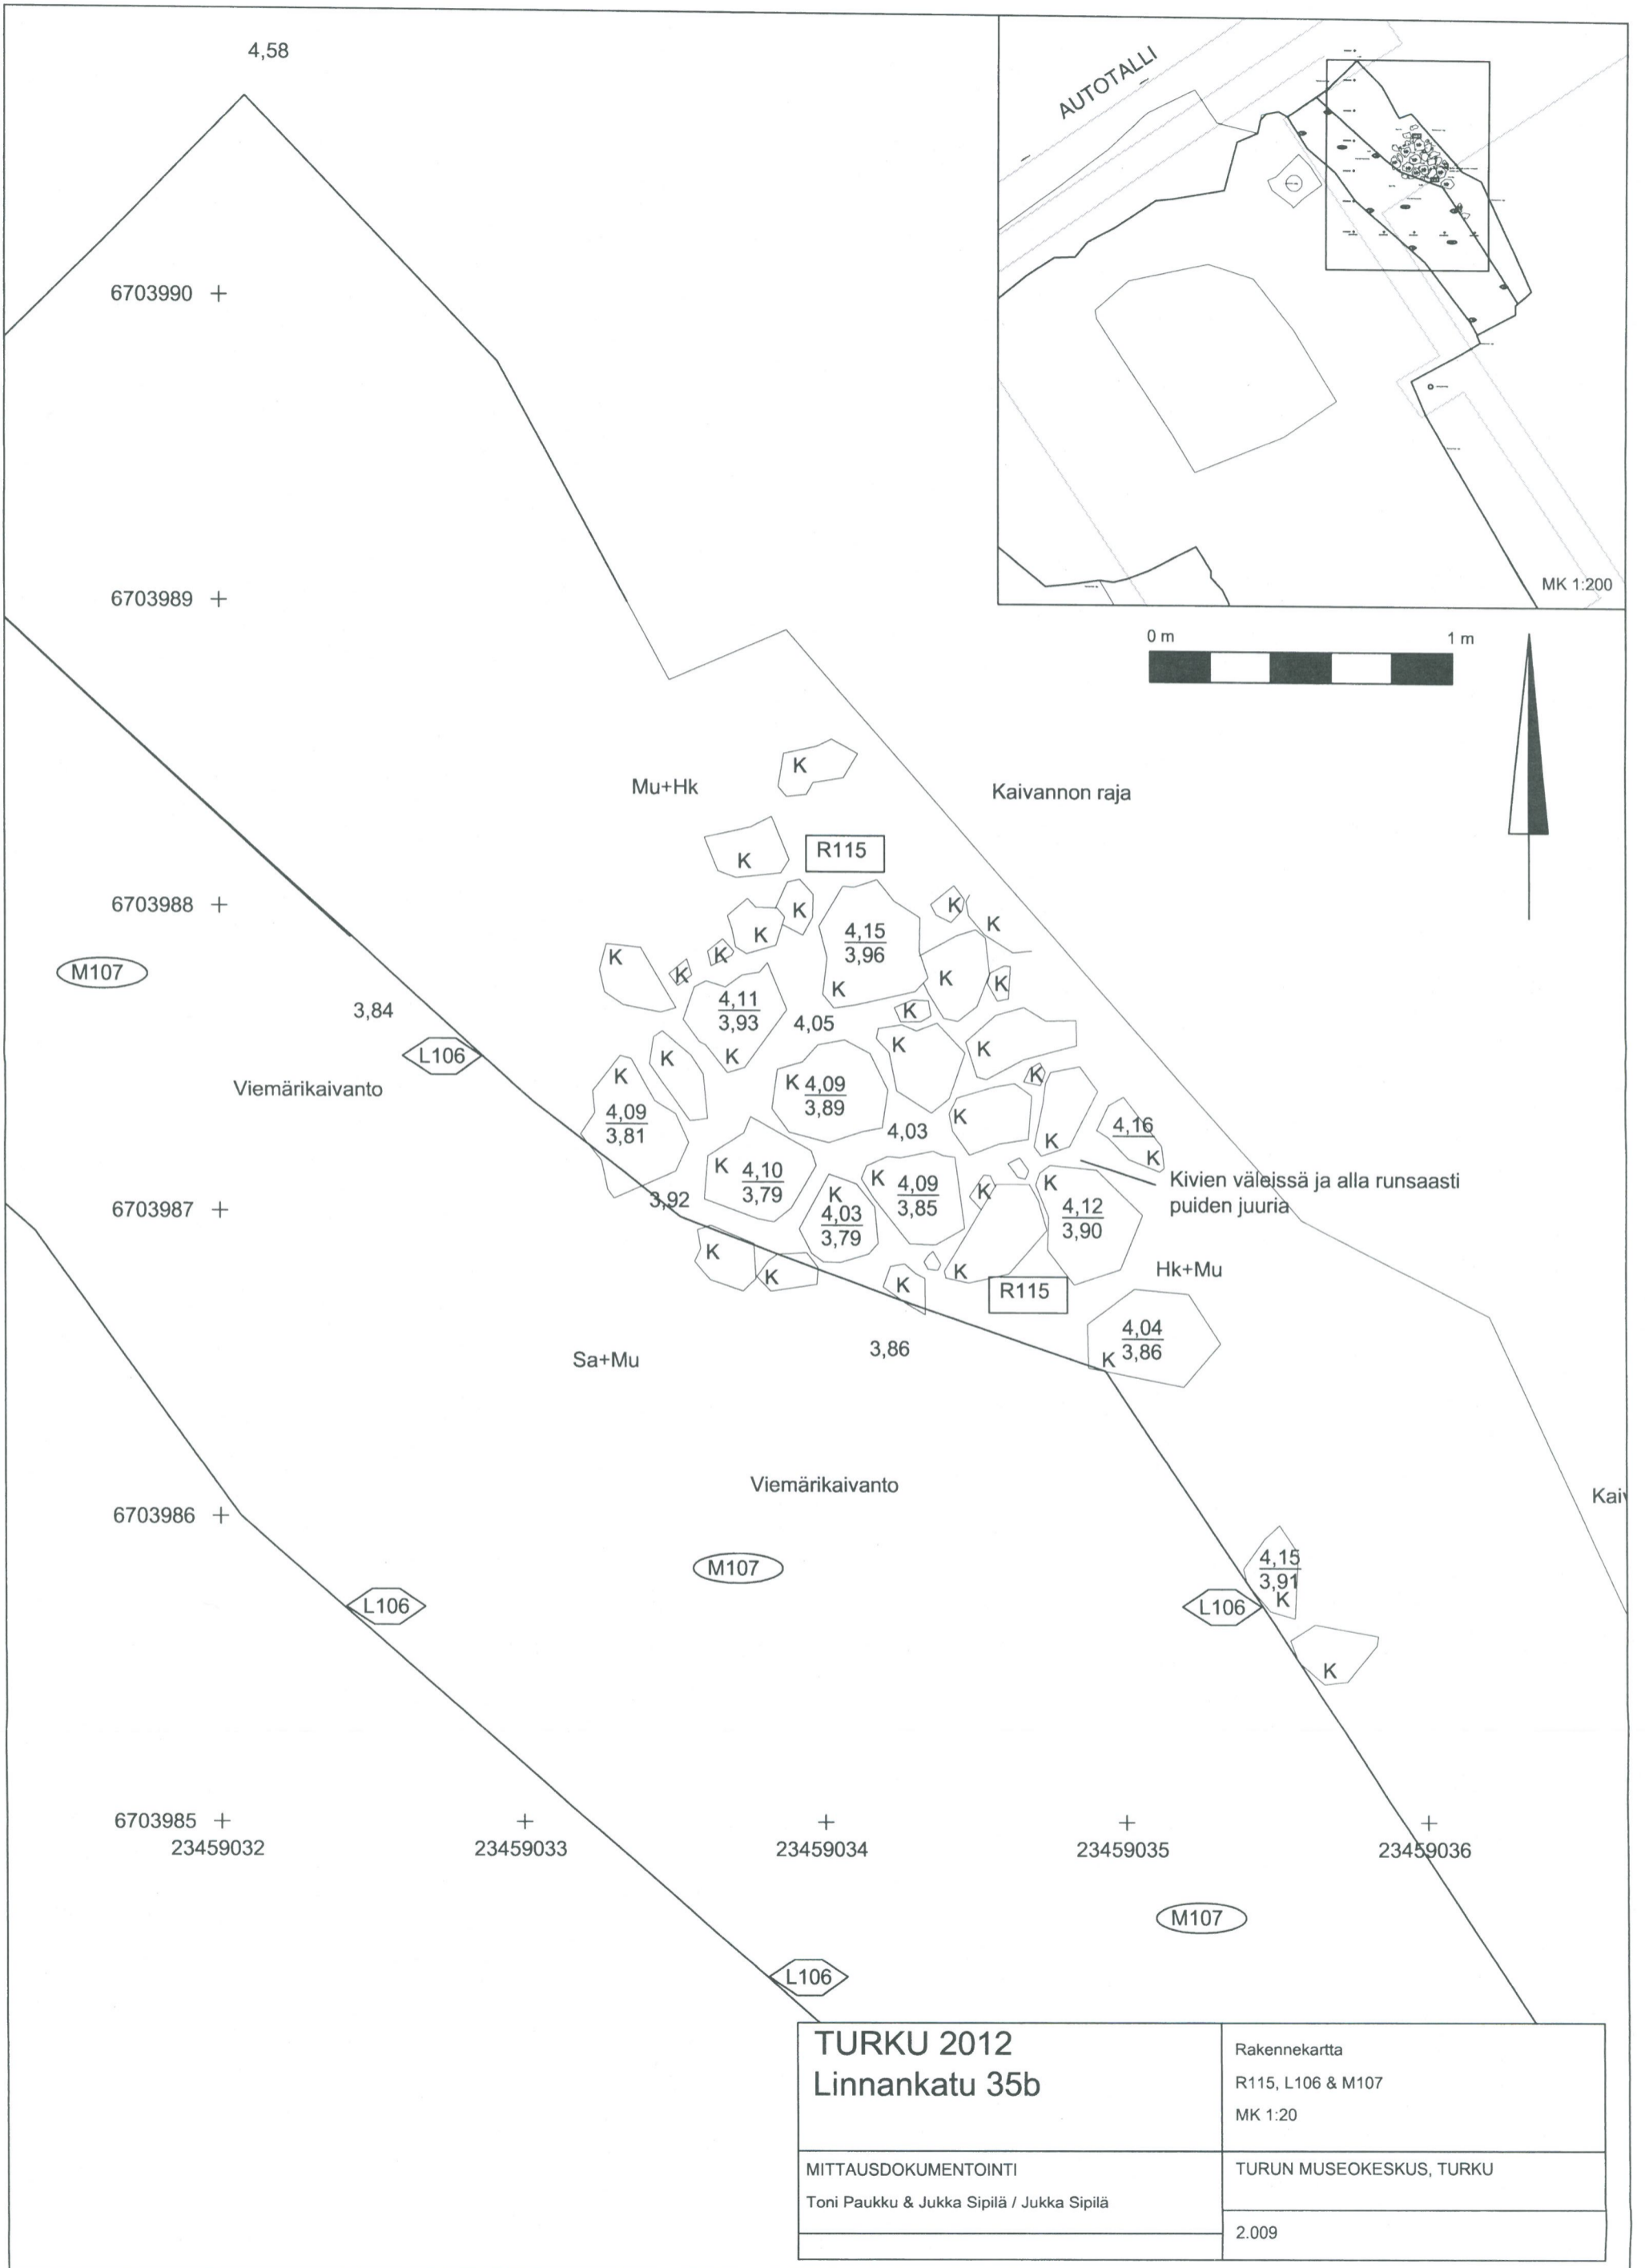 4,58
AUTOTALLI
MK 1:200
6703990
6703989
0 m 1 m
Mu+Hk
K
Kaivannon raja
K
R115
6703988
K
K
K
K
4,15
3,96
K
K
K
K
K
K
M107
3,84
4,11
3,93
K
4,05
K
K
K
L106
Viemärikaivanto
K
K
4,09
3,81
K 4,09
3,89
K
K
K
4,03
4,16
K
Kivien väleissä ja alla runsaasti
puiden juuria
K 4,10
3,79
K
4,03
3,79
K
4,09
3,85
K
K
4,12
3,90
6703987
3,92
K
K
K
K
R115
Hk+Mu
4,04
K 3,86
3,86
Sa+Mu
Viemärikaivanto
Kaiv
6703986
M107
4,15
3,91
K
L106
L106
K
6703985
23459032
23459033
23459034
23459035
23459036
M107
L106
TURKU 2012
Linnankatu 35b
Rakennekartta
R115, L106 & M107
MK 1:20
MITTAUSDOKUMENTOINTI
Toni Paukku & Jukka Sipilä / Jukka Sipilä
TURUN MUSEOKESKUS, TURKU
2.009